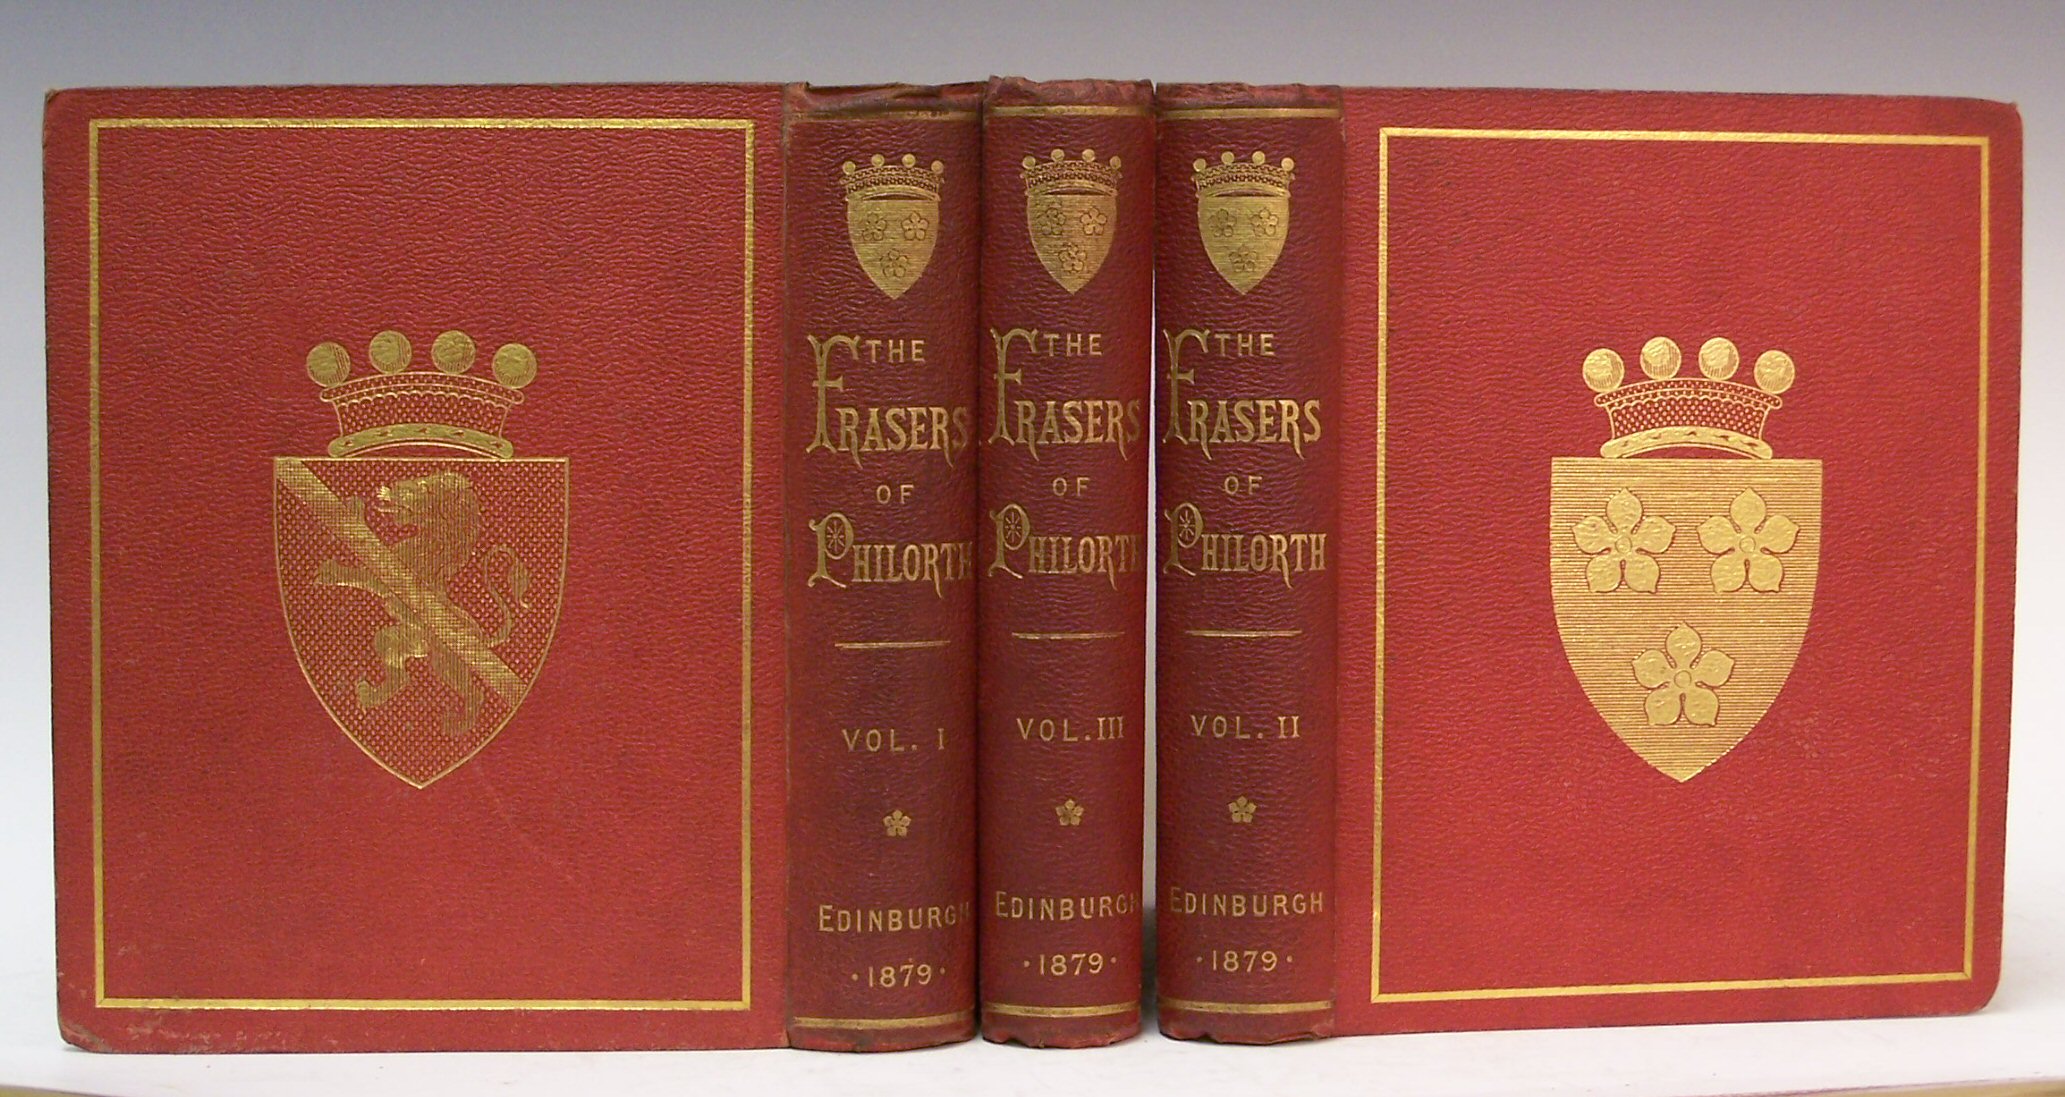 THE
FRASERS
OF
PHILORTH
VOL. I
EDINBURGH
·1879·
THE
FRASERS
OF
PHILORTH
VOL. III
EDINBURGH
·1879·
THE
FRASERS
OF
PHILORTH
VOL. II
EDINBURGH
·1879·